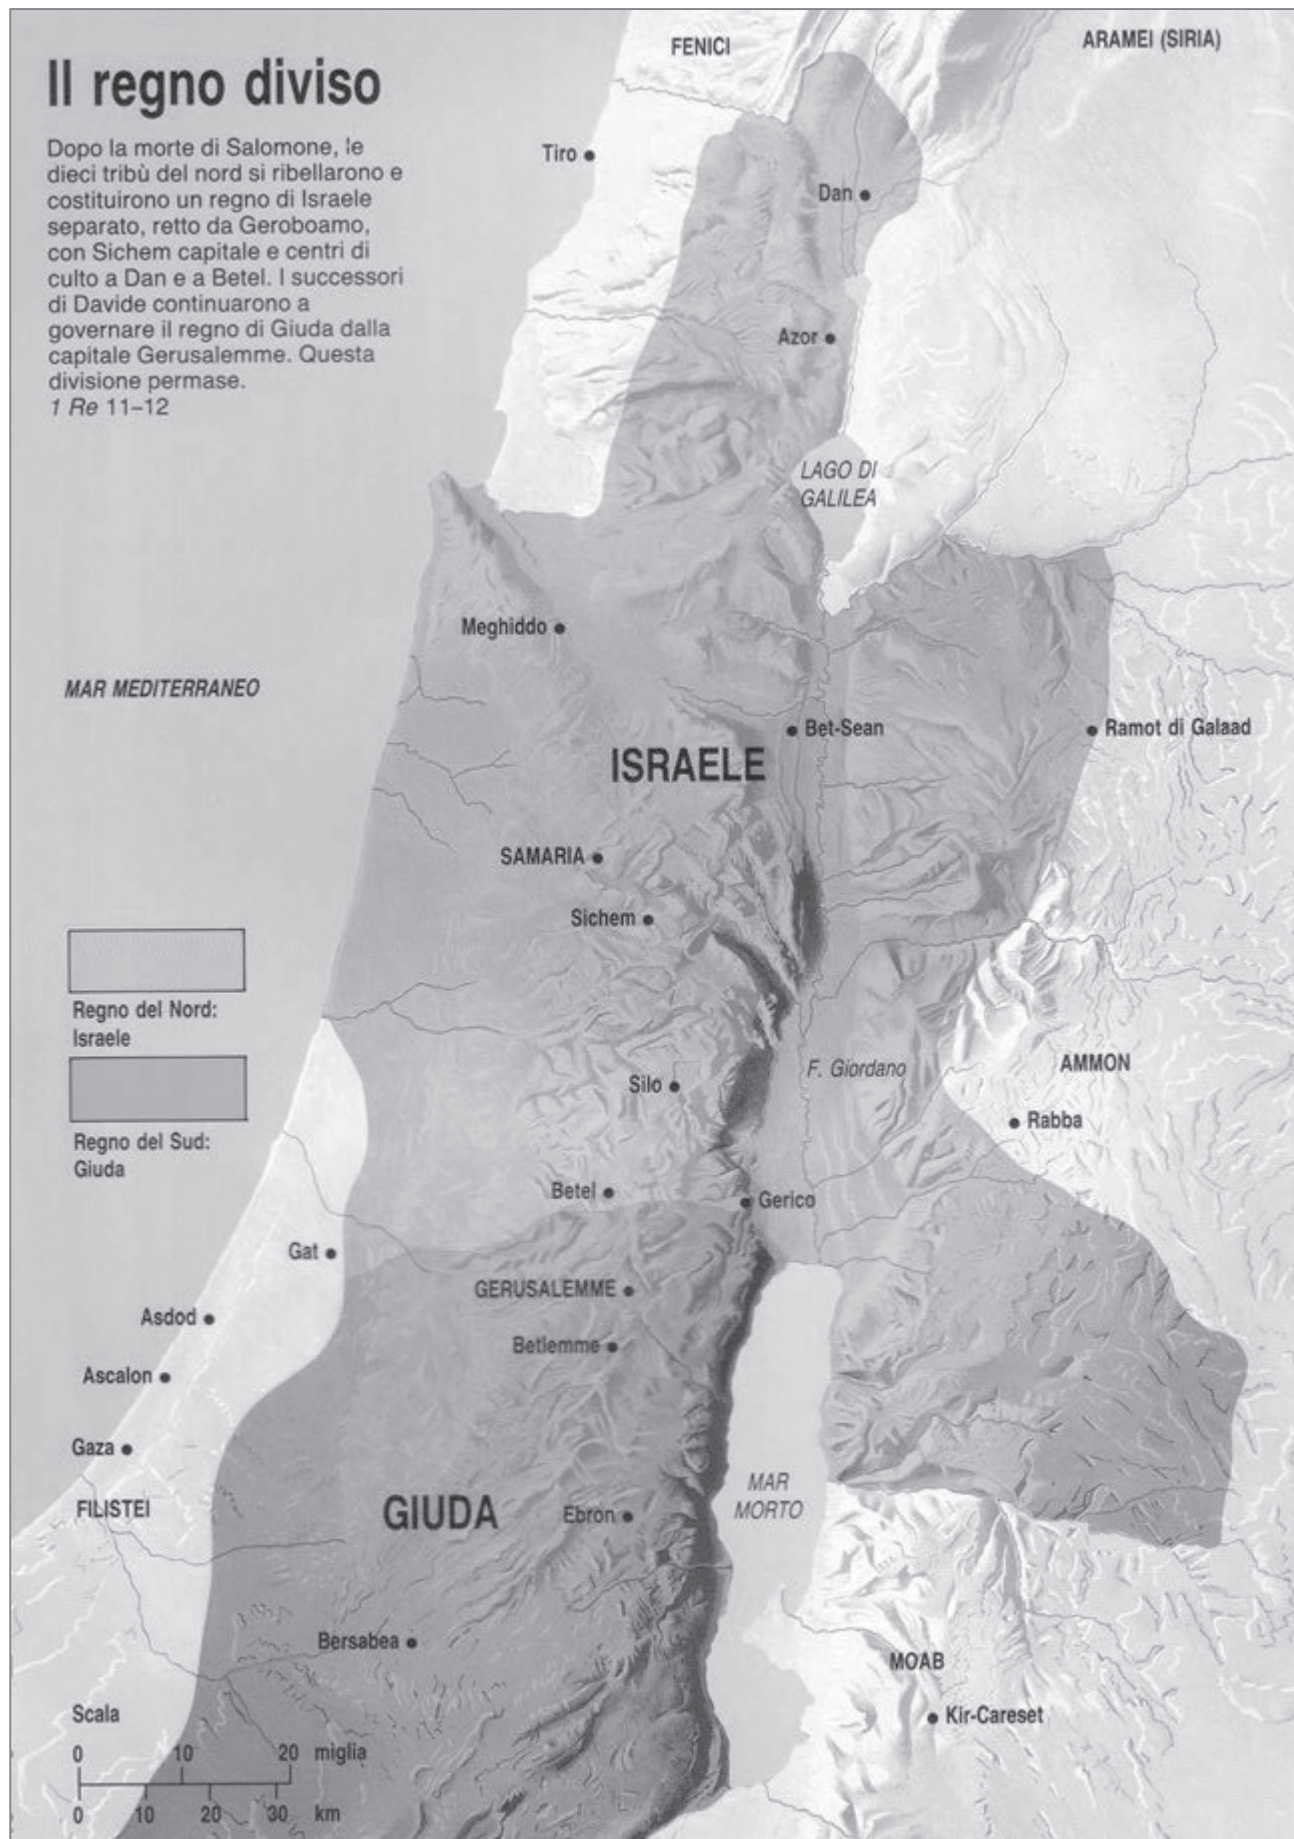 FENICI
ARAMEI (SIRIA)
Il regno diviso
Dopo la morte di Salomone, le
dieci tribù del nord si ribellarono e
costituirono un regno di Israele
separato, retto da Geroboamo,
con Sichem capitale e centri di
culto a Dan e a Betel. I successori
di Davide continuarono a
governare il regno di Giuda dalla
capitale Gerusalemme. Questa
divisione permase.
1 Re 11–12
Tiro
Dan
Azor
LAGO DI
GALILEA
Meghiddo
MAR MEDITERRANEO
Bet-Sean
Ramot di Galaad
ISRAELE
SAMARIA
Sichem
Regno del Nord:
Israele
F. Giordano
AMMON
Silo
Rabba
Regno del Sud:
Giuda
Betel
Gerico
Gat
GERUSALEMME
Asdod
Betlemme
Ascalon
Gaza
MAR
MORTO
FILISTEI
GIUDA
Ebron
Bersabea
MOAB
Kir-Careset
Scala
0 10 20 miglia
0 10 20 30 km